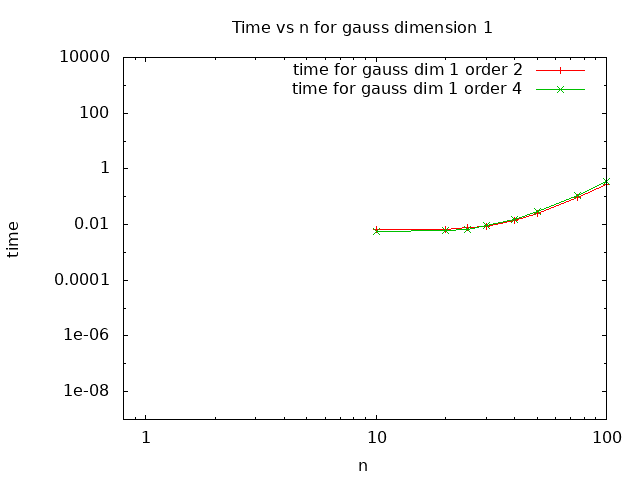 Time vs n for gauss dimension 1
10000
time for gauss dim 1 order 2
time for gauss dim 1 order 4
100
1
0.01
time
0.0001
1e-06
1e-08
1
10
100
n